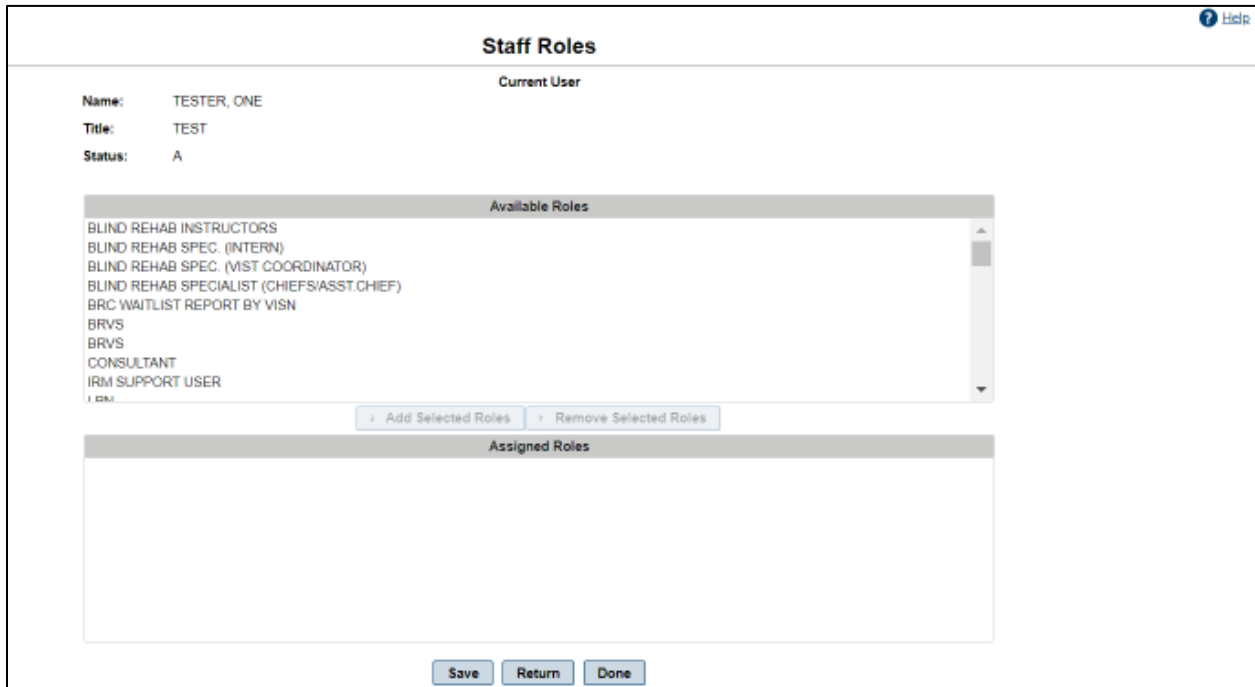 Help
Staff Roles
Current User
Name: TESTER, ONE
Title: TEST
Status: A
Available Roles
BLIND REHAB INSTRUCTORS
BLIND REHAB SPEC. (INTERN)
BLIND REHAB SPEC. (VIST COORDINATOR)
BLIND REHAB SPECIALIST (CHIEFS/ASST.CHIEF)
BRC WAITLIST REPORT BY VISN
BRVS
BRVS
CONSULTANT
IRM SUPPORT USER
LPN
↓ Add Selected Roles ↑ Remove Selected Roles
Assigned Roles
Save Return Done